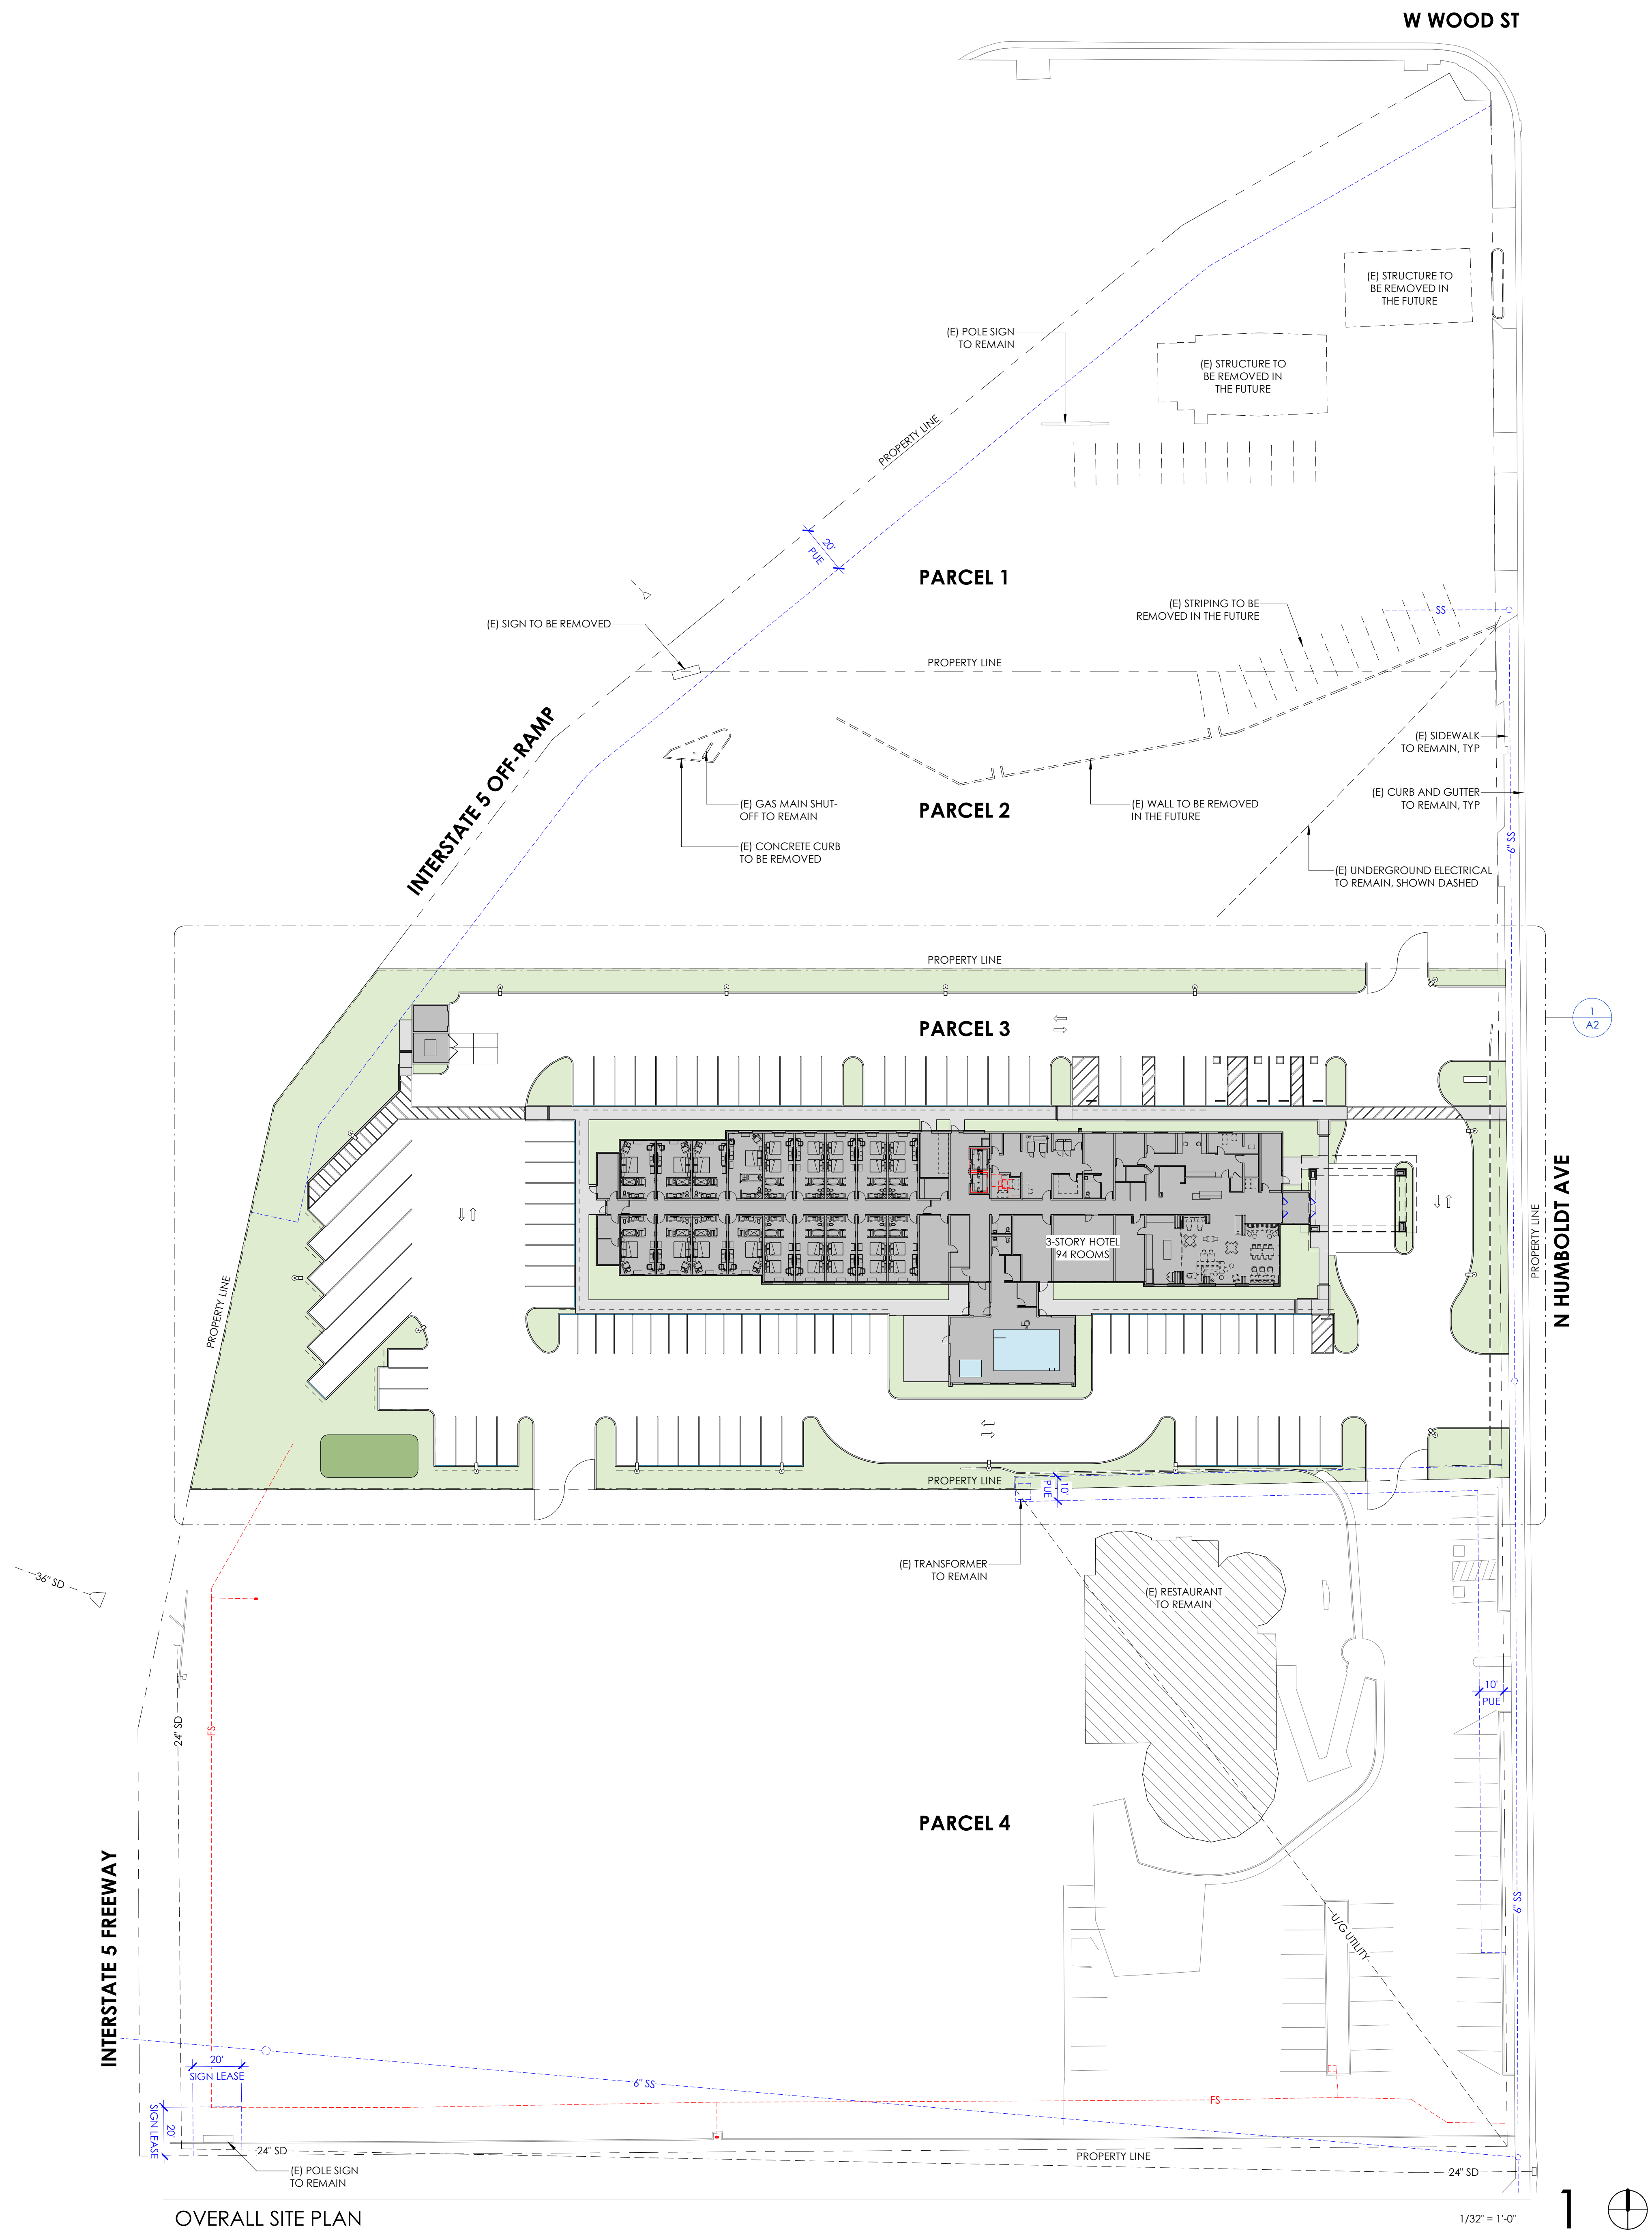 W WOOD ST
(E) STRUCTURE TO
BE REMOVED IN
THE FUTURE
(E) POLE SIGN
TO REMAIN
(E) STRUCTURE TO
BE REMOVED IN
THE FUTURE
PROPERTY LINE
20'
PUE
PARCEL 1
(E) STRIPING TO BE
REMOVED IN THE FUTURE
SS
(E) SIGN TO BE REMOVED
PROPERTY LINE
INTERSTATE 5 OFF-RAMP
(E) SIDEWALK
TO REMAIN, TYP
(E) GAS MAIN SHUT-
OFF TO REMAIN
PARCEL 2
(E) WALL TO BE REMOVED
IN THE FUTURE
(E) CURB AND GUTTER
TO REMAIN, TYP
(E) CONCRETE CURB
TO BE REMOVED
6" SS
(E) UNDERGROUND ELECTRICAL
TO REMAIN, SHOWN DASHED
PROPERTY LINE
PARCEL 3
1
A2
3-STORY HOTEL
94 ROOMS
PROPERTY LINE
N HUMBOLDT AVE
PROPERTY LINE
PROPERTY LINE
10'
PUE
(E) TRANSFORMER
TO REMAIN
36" SD
(E) RESTAURANT
TO REMAIN
10'
PUE
24" SD
FS
PARCEL 4
INTERSTATE 5 FREEWAY
6" SS
U/G UTILITY
20'
SIGN LEASE
6" SS
FS
20'
SIGN LEASE
24" SD
PROPERTY LINE
(E) POLE SIGN
TO REMAIN
24" SD
OVERALL SITE PLAN
1/32" = 1'-0"
1